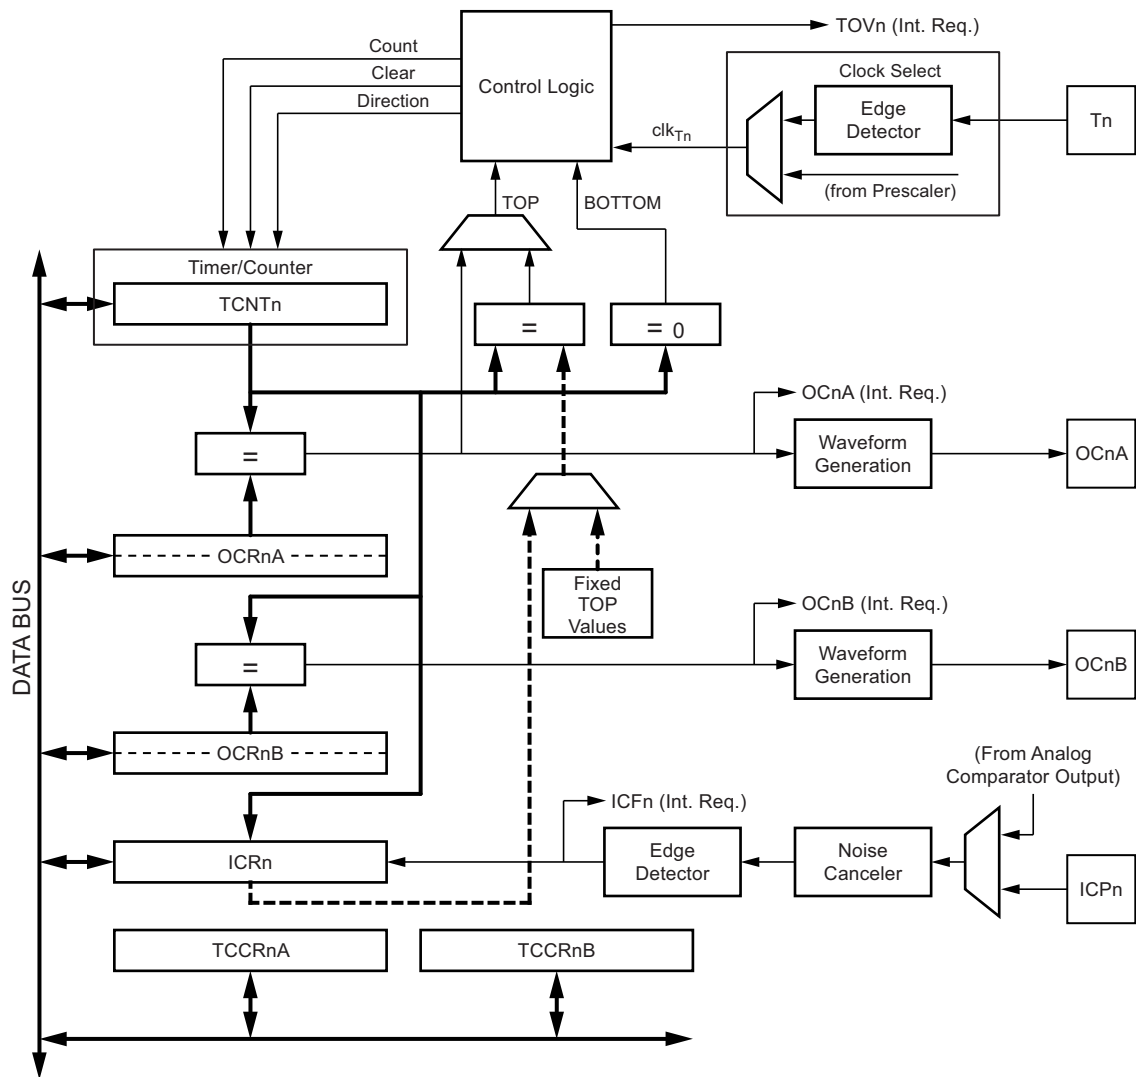 TOVn (Int. Req.)
Count
Clear
Direction
Control Logic
Clock Select
Edge
Detector
Tn
clkTn
(from Prescaler)
TOP
BOTTOM
Timer/Counter
TCNTn
=
= 0
OCnA (Int. Req.)
=
Waveform
Generation
OCnA
OCRnA
Fixed
TOP
Values
DATA BUS
OCnB (Int. Req.)
=
Waveform
Generation
OCnB
OCRnB
(From Analog
Comparator Output)
ICFn (Int. Req.)
ICRn
Edge
Detector
Noise
Canceler
ICPn
TCCRnA
TCCRnB